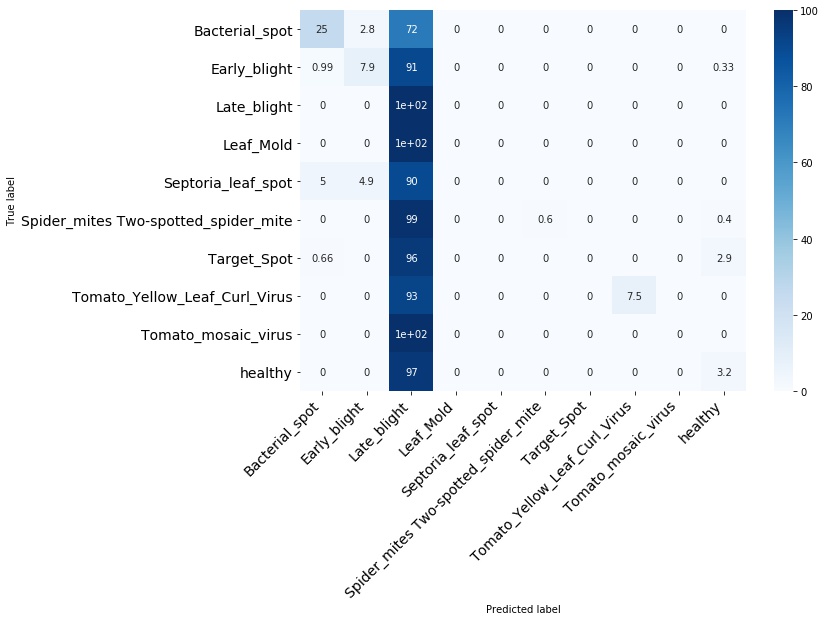 Bacterial_spot 25 2.8 72 0 0 0 0 0 0 0
Early_blight 0.99 7.9 91 0 0 0 0 0 0 0.33
Late_blight 0 0 1e+02 0 0 0 0 0 0 0
Leaf_Mold 0 0 1e+02 0 0 0 0 0 0 0
Septoria_leaf_spot 5 4.9 90 0 0 0 0 0 0 0
Spider_mites Two-spotted_spider_mite 0 0 99 0 0 0.6 0 0 0 0.4
Target_Spot 0.66 0 96 0 0 0 0 0 0 2.9
Tomato_Yellow_Leaf_Curl_Virus 0 0 93 0 0 0 0 7.5 0 0
Tomato_mosaic_virus 0 0 1e+02 0 0 0 0 0 0 0
healthy 0 0 97 0 0 0 0 0 0 3.2
True label
Bacterial_spot
Early_blight
Late_blight
Leaf_Mold
Septoria_leaf_spot
Spider_mites Two-spotted_spider_mite
Target_Spot
Tomato_Yellow_Leaf_Curl_Virus
Tomato_mosaic_virus
healthy
Predicted label
100
80
60
40
20
0